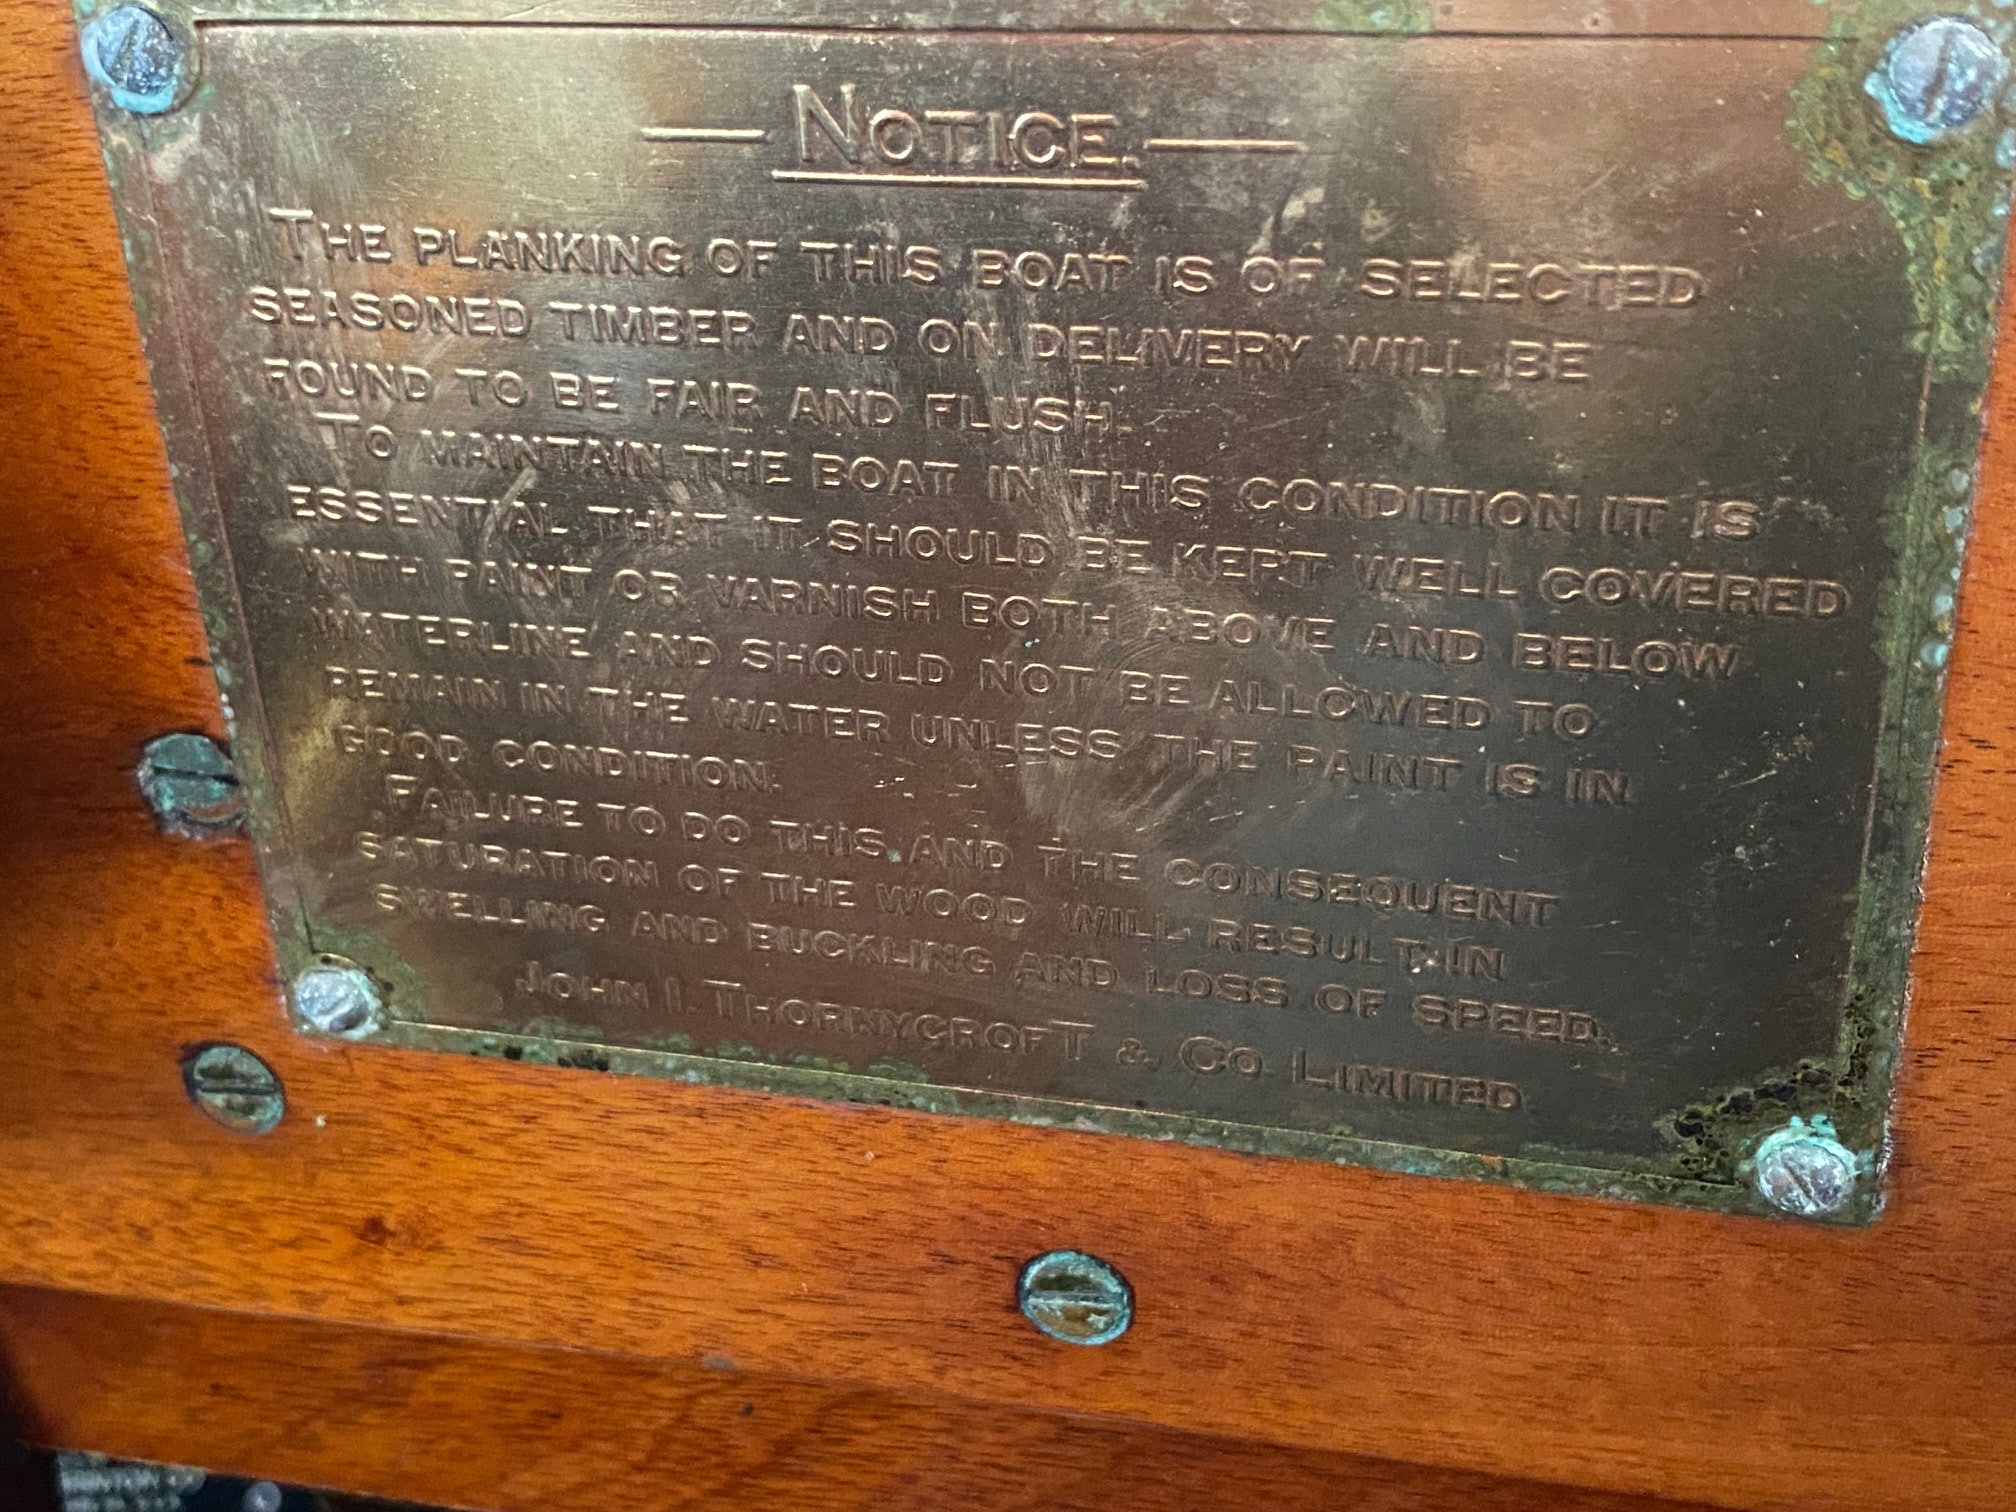 — NOTICE. —
THE PLANKING OF THIS BOAT IS OF SELECTED
SEASONED TIMBER AND ON DELIVERY WILL BE
FOUND TO BE FAIR AND FLUSH.
TO MAINTAIN THE BOAT IN THIS CONDITION IT IS
ESSENTIAL THAT IT SHOULD BE KEPT WELL COVERED
WITH PAINT OR VARNISH BOTH ABOVE AND BELOW
WATERLINE AND SHOULD NOT BE ALLOWED TO
REMAIN IN THE WATER UNLESS THE PAINT IS IN
GOOD CONDITION.
FAILURE TO DO THIS AND THE CONSEQUENT
SATURATION OF THE WOOD WILL RESULT IN
SWELLING AND BUCKLING AND LOSS OF SPEED.
JOHN I. THORNYCROFT & CO LIMITED